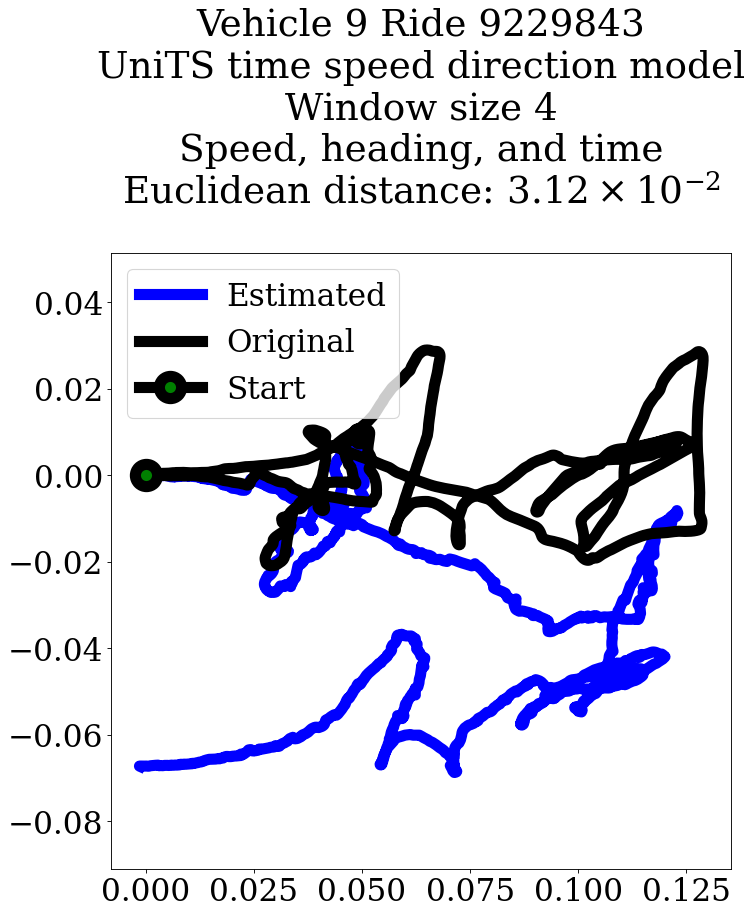 Vehicle 9 Ride 9229843
UniTS time speed direction model
Window size 4
Speed, heading, and time
Euclidean distance: 3.12 × 10⁻²
Estimated
Original
Start
0.04
0.02
0.00
−0.02
−0.04
−0.06
−0.08
0.000 0.025 0.050 0.075 0.100 0.125